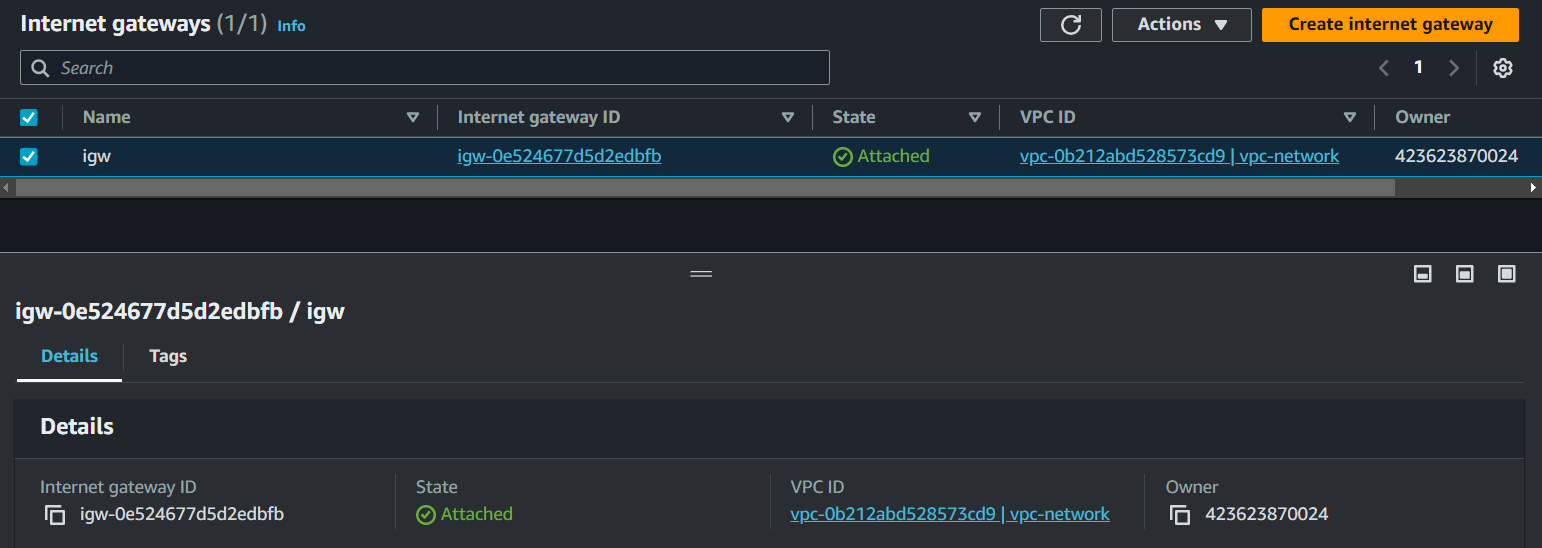 Internet gateways (1/1) Info
Actions
Create internet gateway
Search
1
Name Internet gateway ID State VPC ID Owner
igw igw-0e524677d5d2edbfb Attached vpc-0b212abd528573cd9 | vpc-network 423623870024
igw-0e524677d5d2edbfb / igw
Details Tags
Details
Internet gateway ID State VPC ID Owner
igw-0e524677d5d2edbfb Attached vpc-0b212abd528573cd9 | vpc-network 423623870024